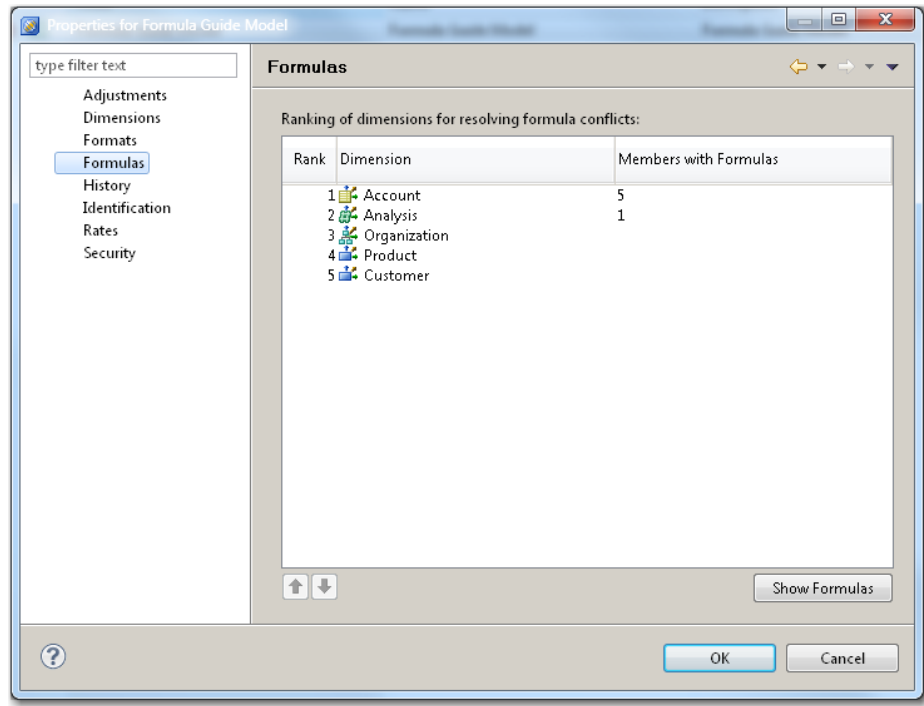 Properties for Formula Guide Model
type filter text
Adjustments
Dimensions
Formats
Formulas
History
Identification
Rates
Security
Formulas
Ranking of dimensions for resolving formula conflicts:
Rank Dimension Members with Formulas
1 Account 5
2 Analysis 1
3 Organization
4 Product
5 Customer
Show Formulas
?
OK Cancel